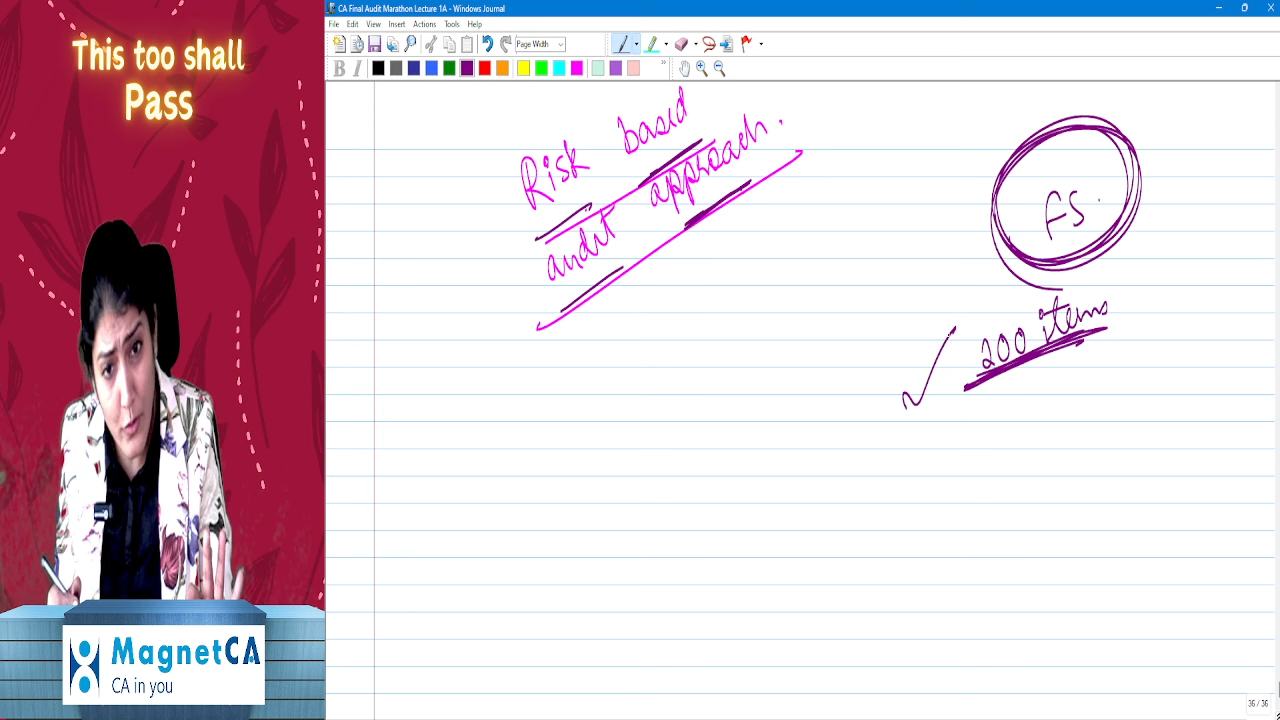 This too shall
Pass
CA Final Audit Marathon Lecture 1A - Windows Journal
File Edit View Insert Actions Tools Help
Page Width
B I
Risk based
audit approach.
FS.
200 items
MagnetCA
CA in you
36 / 36